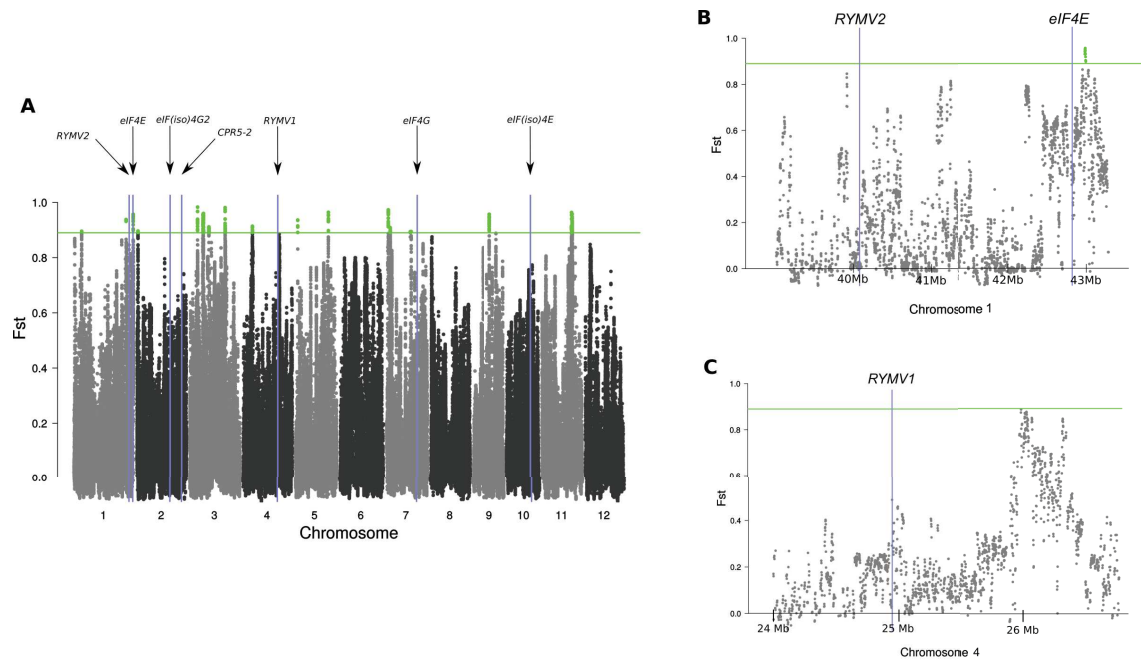 A
RYMV2
eIF4E
eIF(iso)4G2
CPR5-2
RYMV1
eIF4G
eIF(iso)4E
1.0
0.8
0.6
0.4
0.2
0.0
Fst
1 2 3 4 5 6 7 8 9 10 11 12
Chromosome
B
RYMV2 eIF4E
1.0
0.8
0.6
0.4
0.2
0.0
Fst
40Mb 41Mb 42Mb 43Mb
Chromosome 1
C
RYMV1
1.0
0.8
0.6
0.4
0.2
0.0
Fst
24 Mb 25 Mb 26 Mb
Chromosome 4